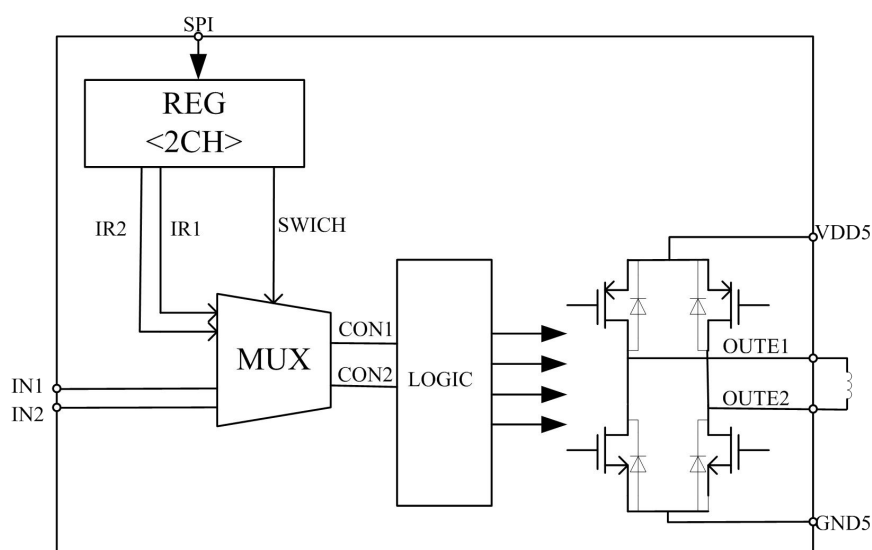 SPI
REG
<2CH>
IR2
IR1
SWICH
VDD5
CON1
MUX
CON2
LOGIC
OUTE1
OUTE2
IN1
IN2
GND5